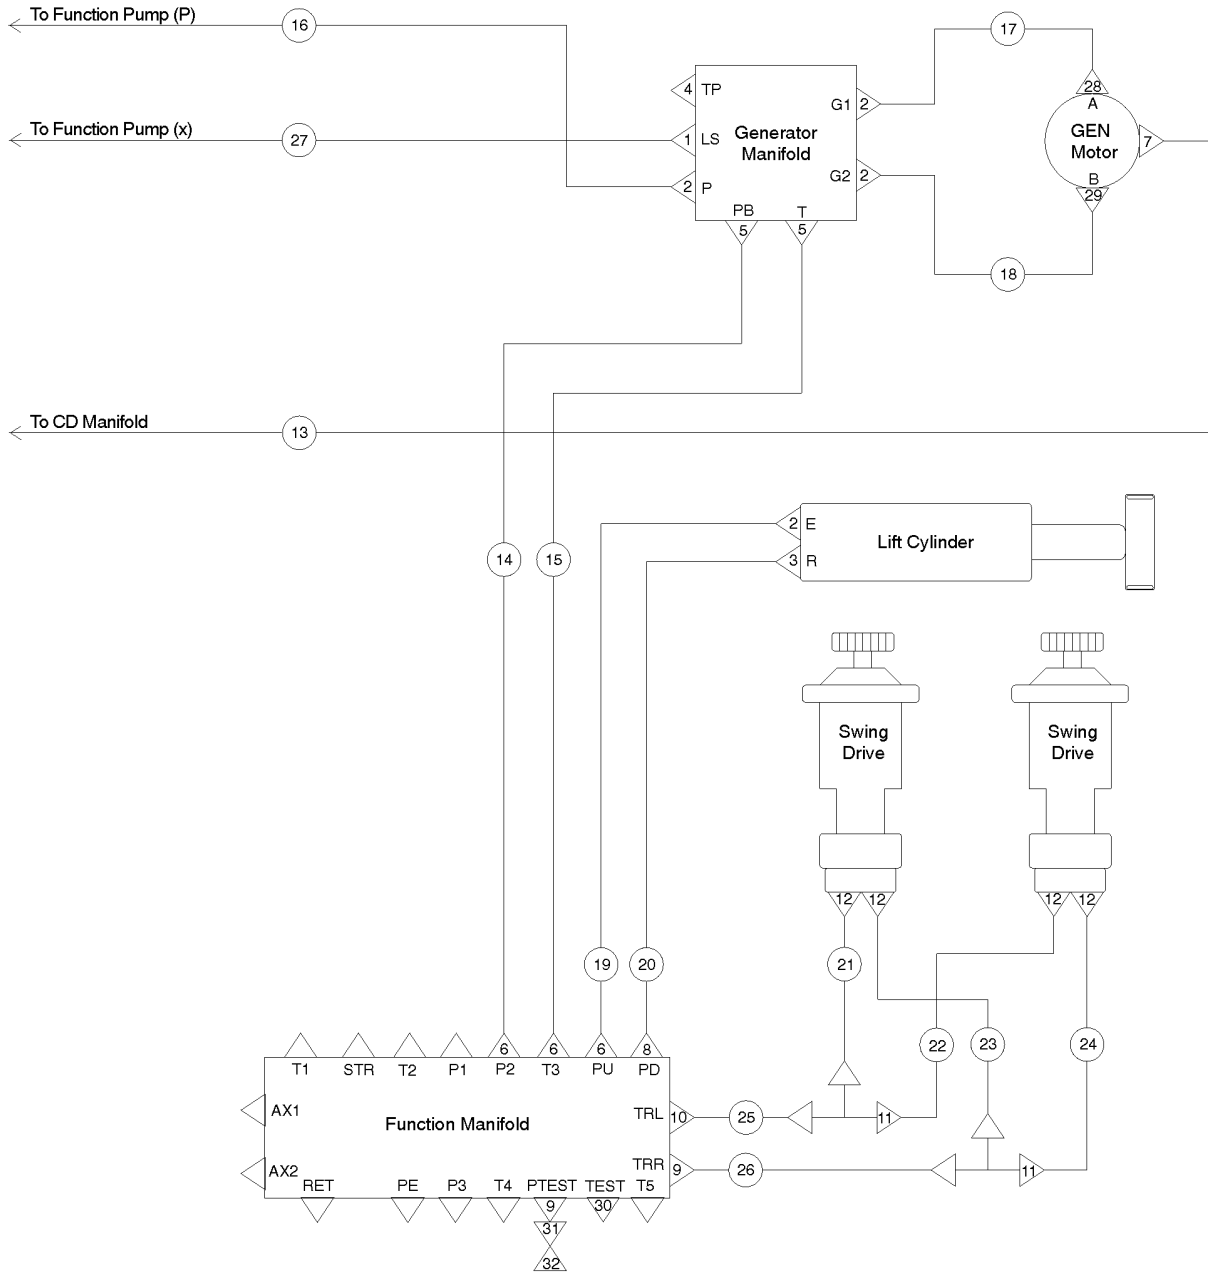 To Function Pump (P)
16
17
4 TP
28
A
G1 2
To Function Pump (x)
27
1 LS
Generator
Manifold
GEN
Motor
7
2 P
G2 2
B
29
PB
T
5
5
18
To CD Manifold
13
2 E
Lift Cylinder
14
15
3 R
Swing
Drive
Swing
Drive
12
12
12
12
19
20
21
22
23
24
6
6
6
8
T1
STR
T2
P1
P2
T3
PU
PD
AX1
Function Manifold
TRL 10
25
11
AX2
TRR 9
26
11
RET
PE
P3
T4
PTEST
TEST
T5
9
30
31
32